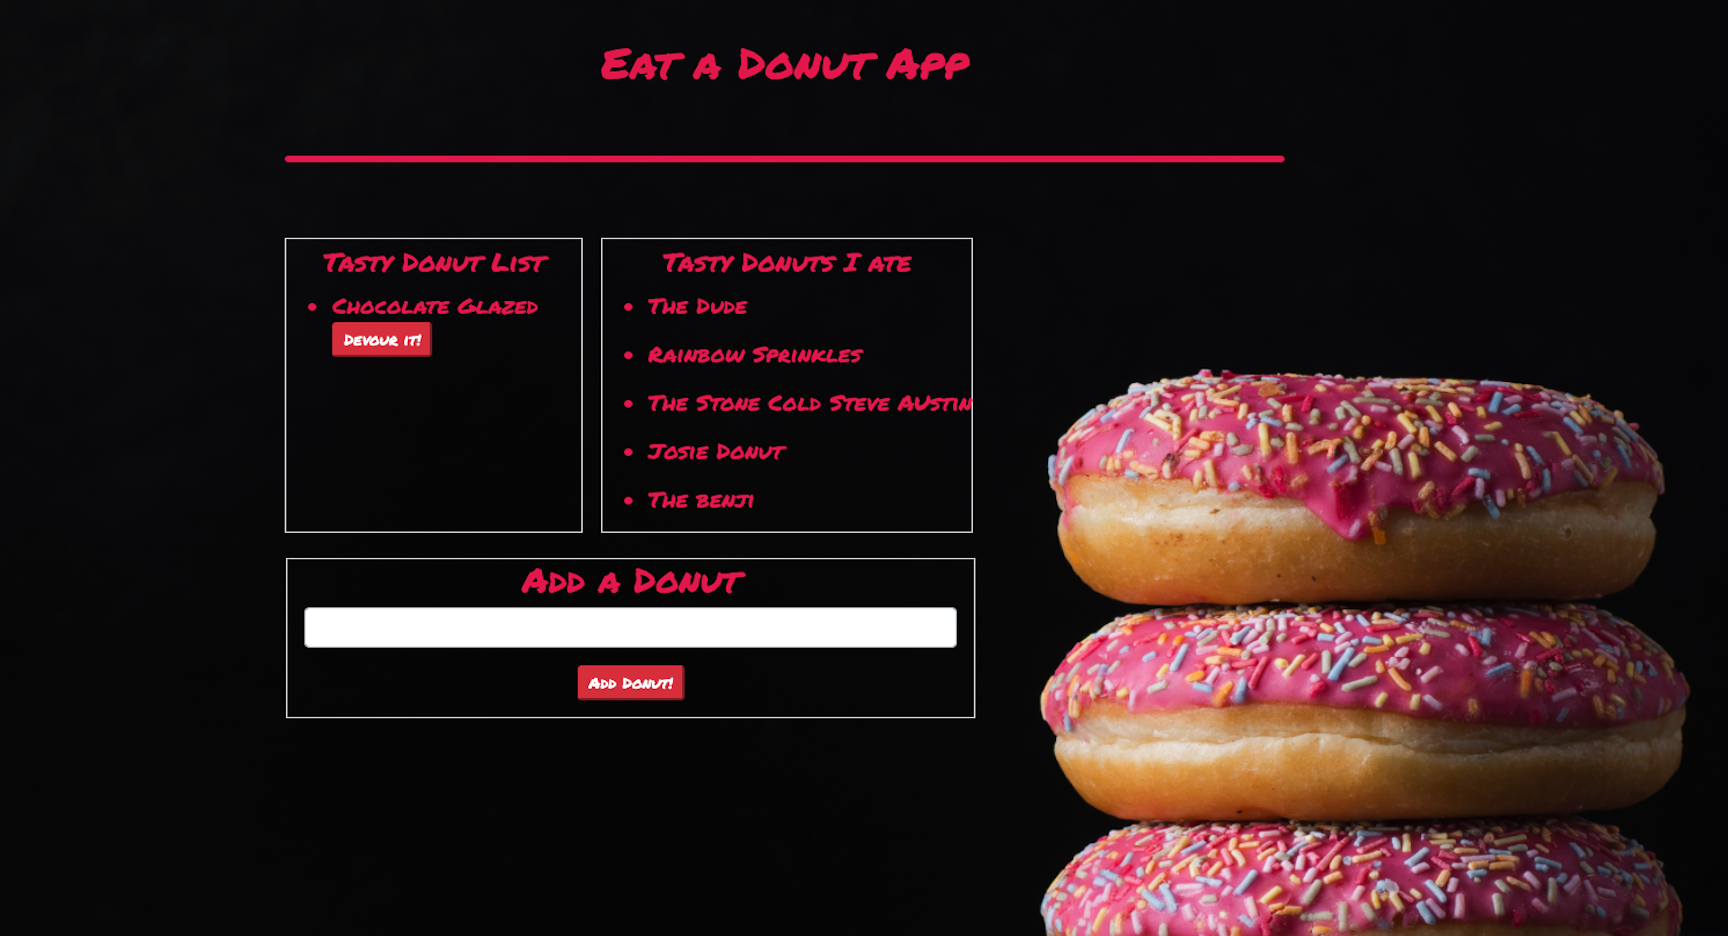 Eat a Donut App
Tasty Donut List
Chocolate Glazed
Devour it!
Tasty Donuts I ate
The Dude
Rainbow Sprinkles
The Stone Cold Steve AUstin
Josie Donut
The benji
Add a Donut
Add Donut!